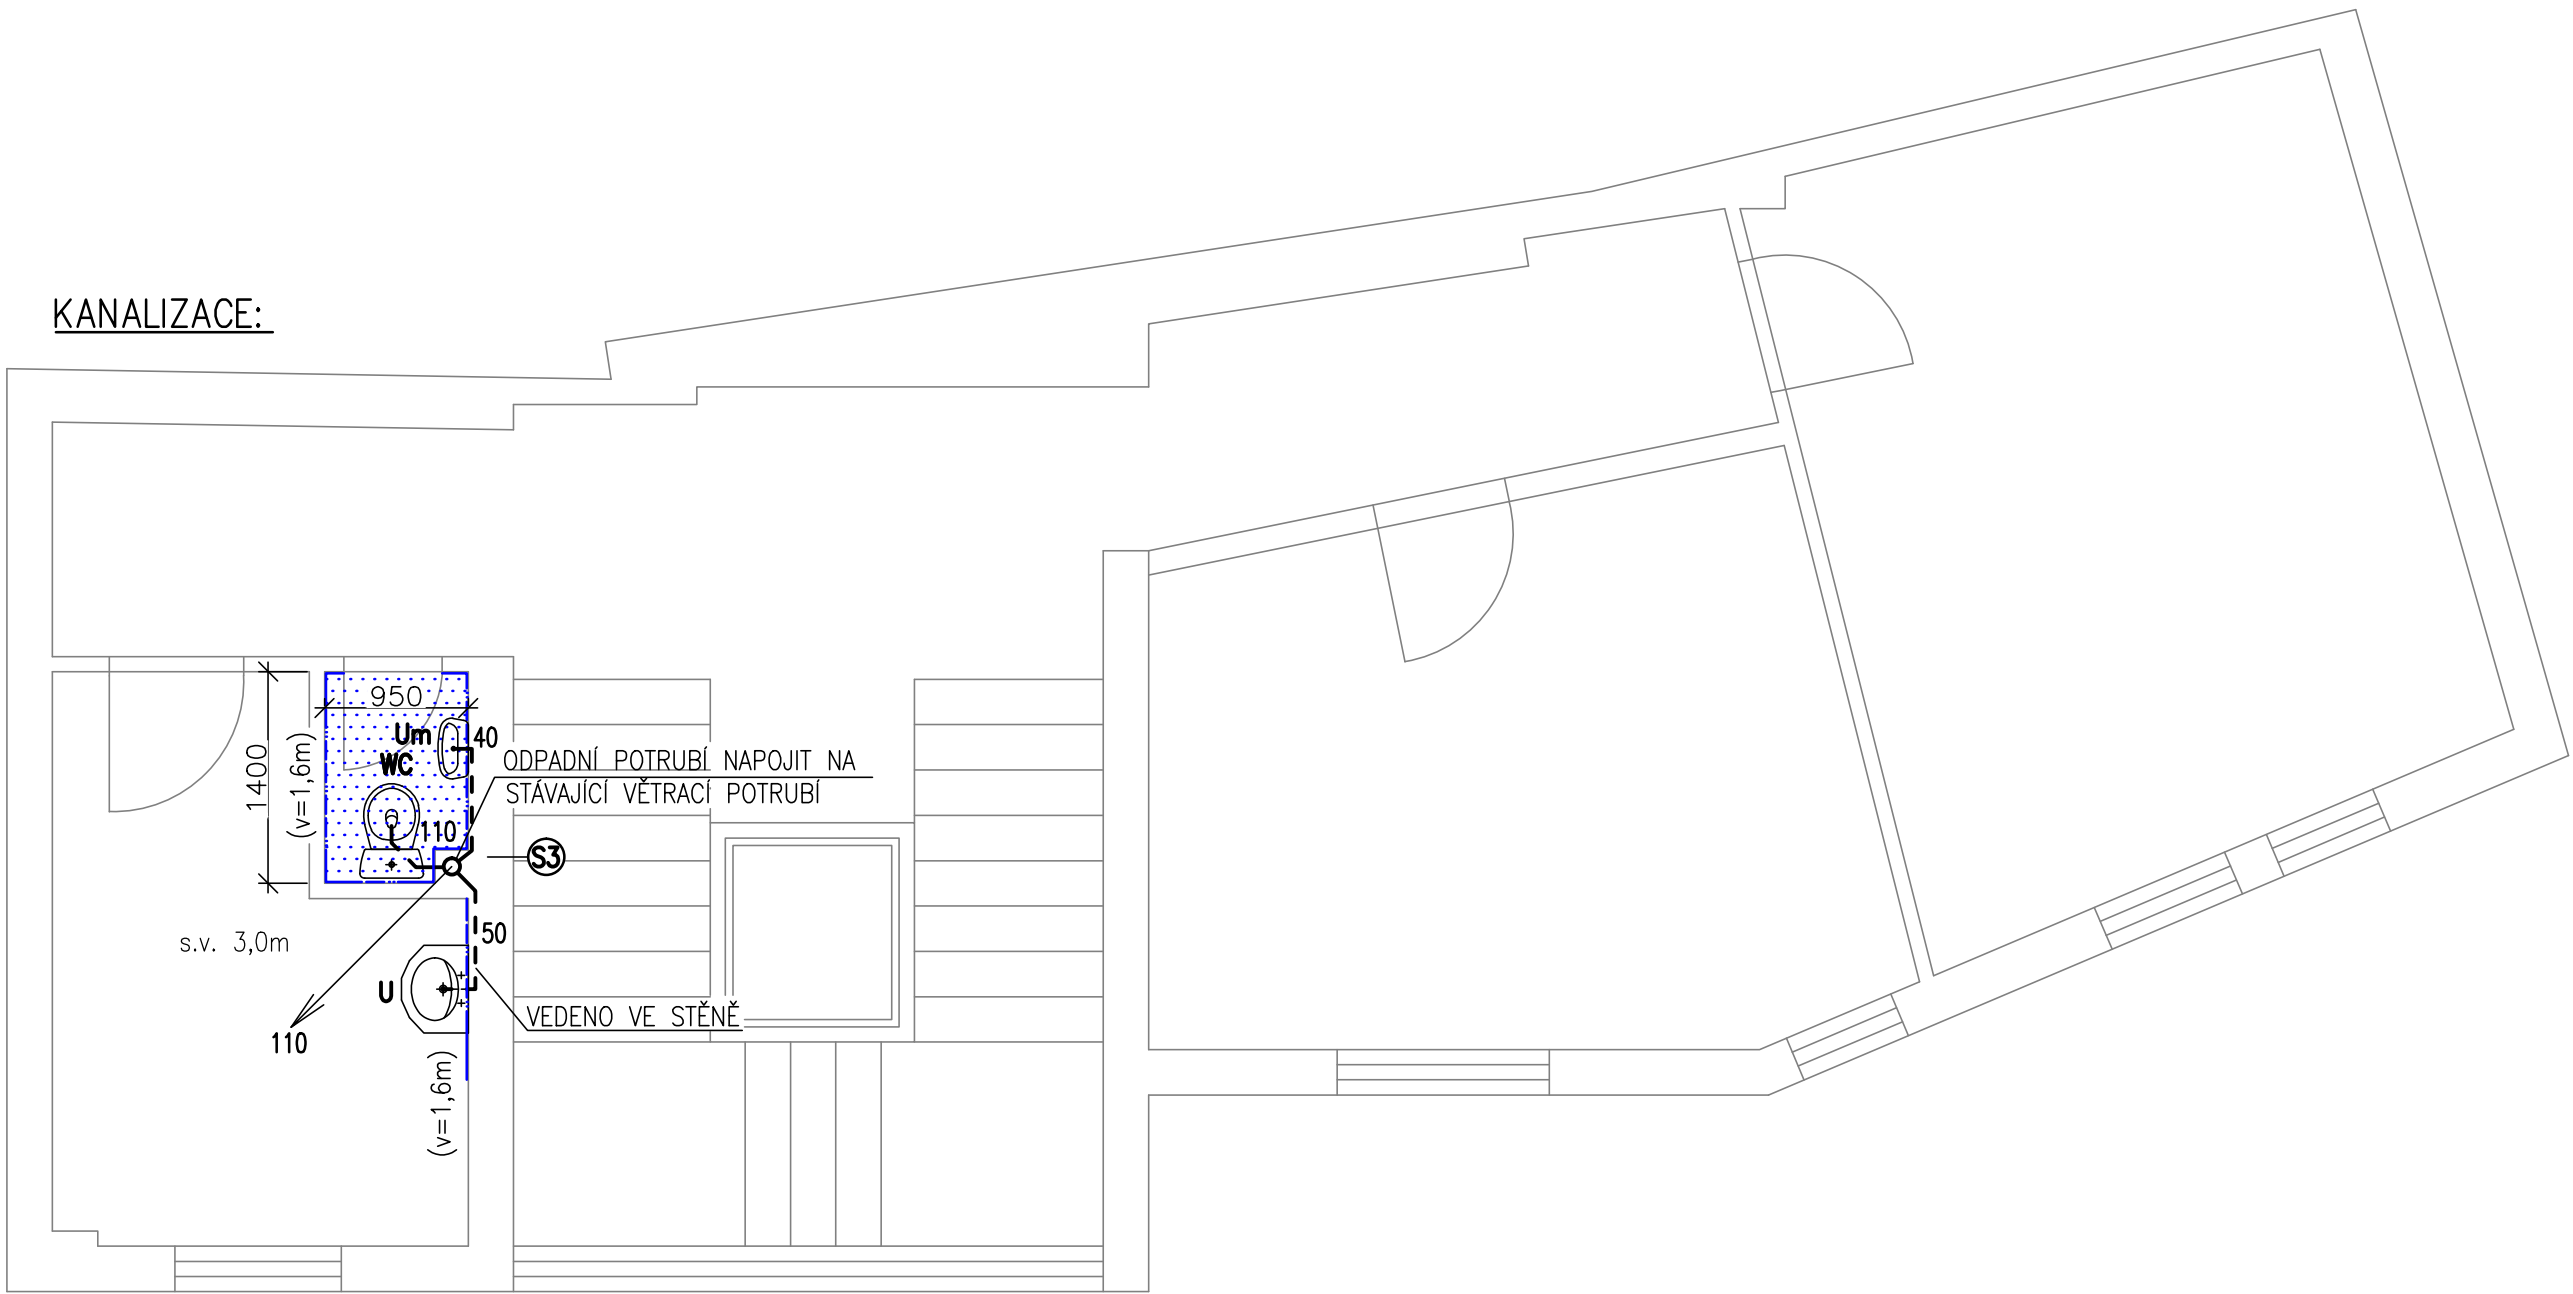 KANALIZACE:
950
Um
40
WC
1400
(v=1,6m)
ODPADNÍ POTRUBÍ NAPOJIT NA
STÁVAJÍCÍ VĚTRACÍ POTRUBÍ
110
S3
50
s.v. 3,0m
U
VEDENO VE STĚNĚ
110
(v=1,6m)